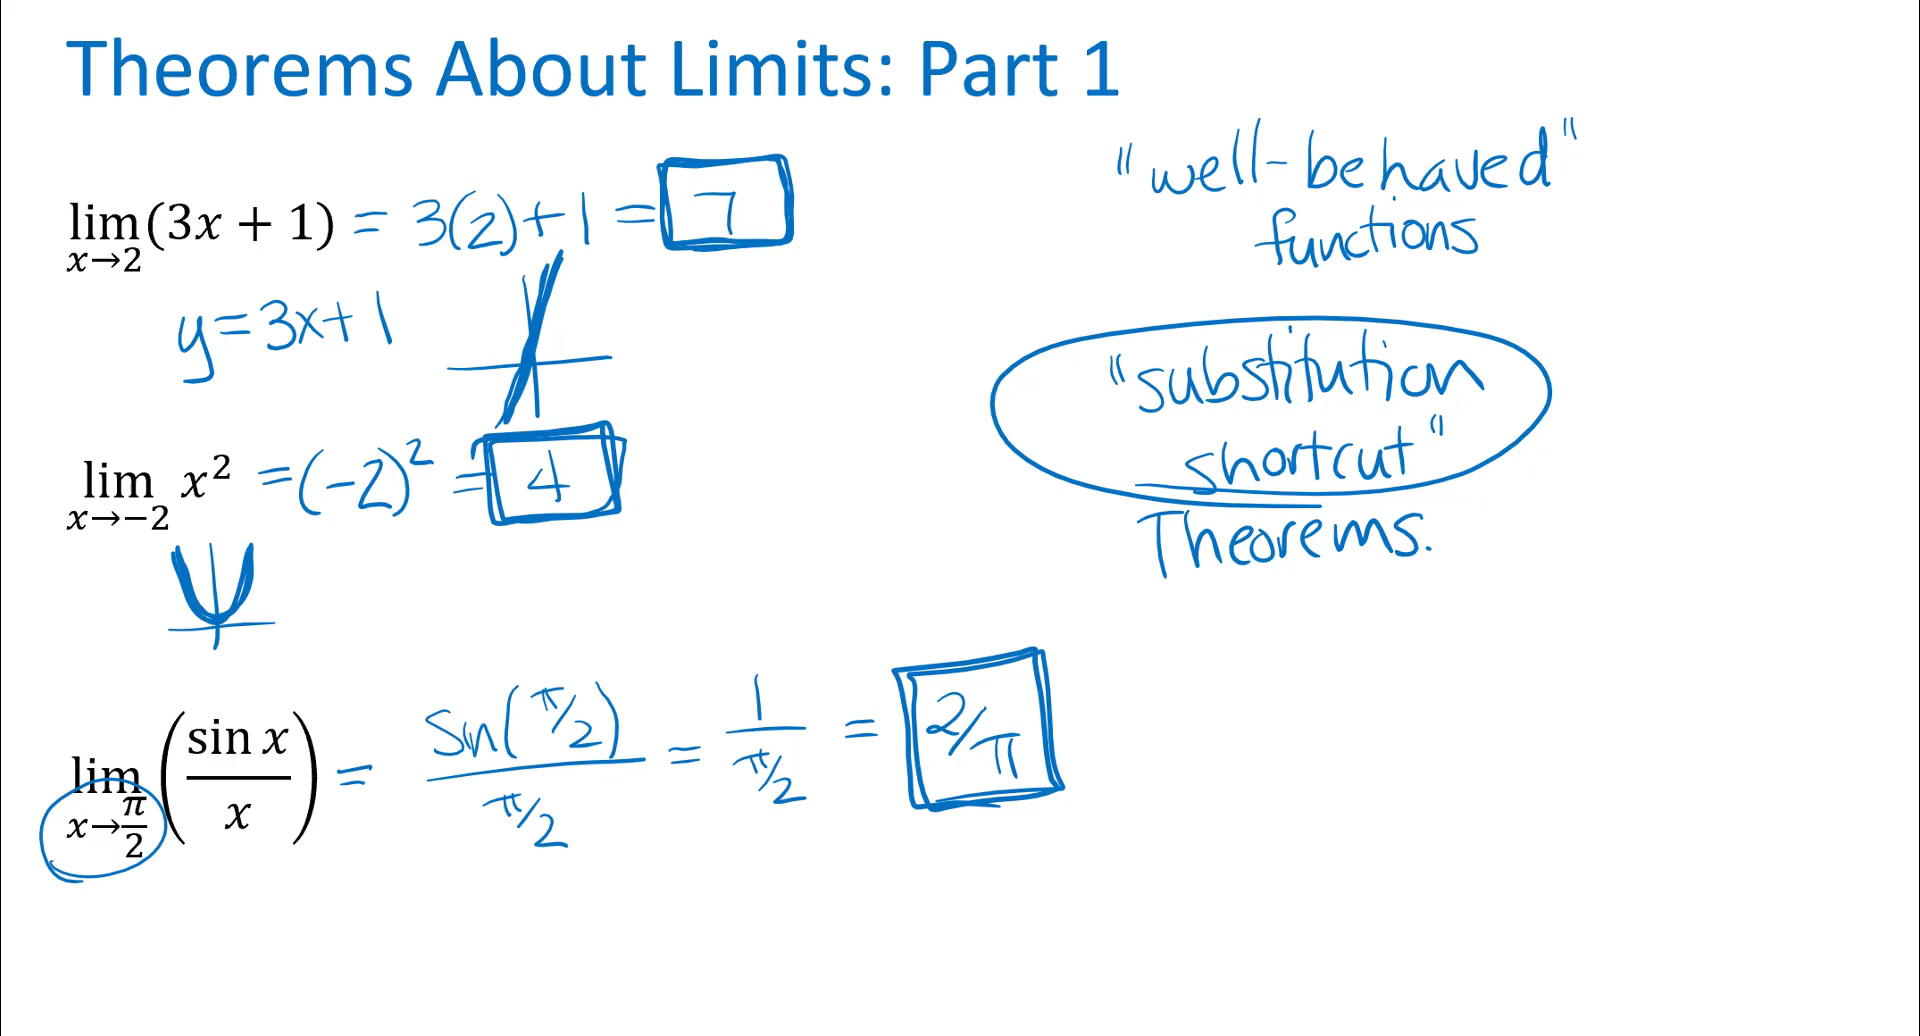 Theorems About Limits: Part 1
"well-behaved"
functions
lim x→2 (3x + 1) = 3(2)+1 = 7
y=3x+1
"substitution
shortcut"
Theorems.
lim x→−2 x² =(-2)² = 4
lim x→π/2 (sin x / x) = Sin(π/2) / π/2 = 1 / π/2 = 2/π